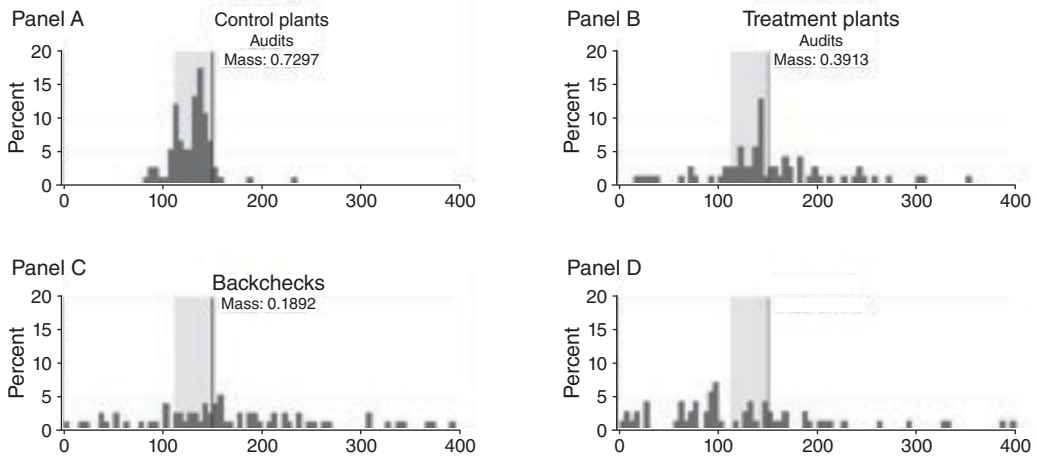 Panel A
Control plants
Audits
Mass: 0.7297
Percent
20
15
10
5
0
0 100 200 300 400
Panel B
Treatment plants
Audits
Mass: 0.3913
Percent
20
15
10
5
0
0 100 200 300 400
Panel C
Backchecks
Mass: 0.1892
Percent
20
15
10
5
0
0 100 200 300 400
Panel D
Percent
20
15
10
5
0
0 100 200 300 400